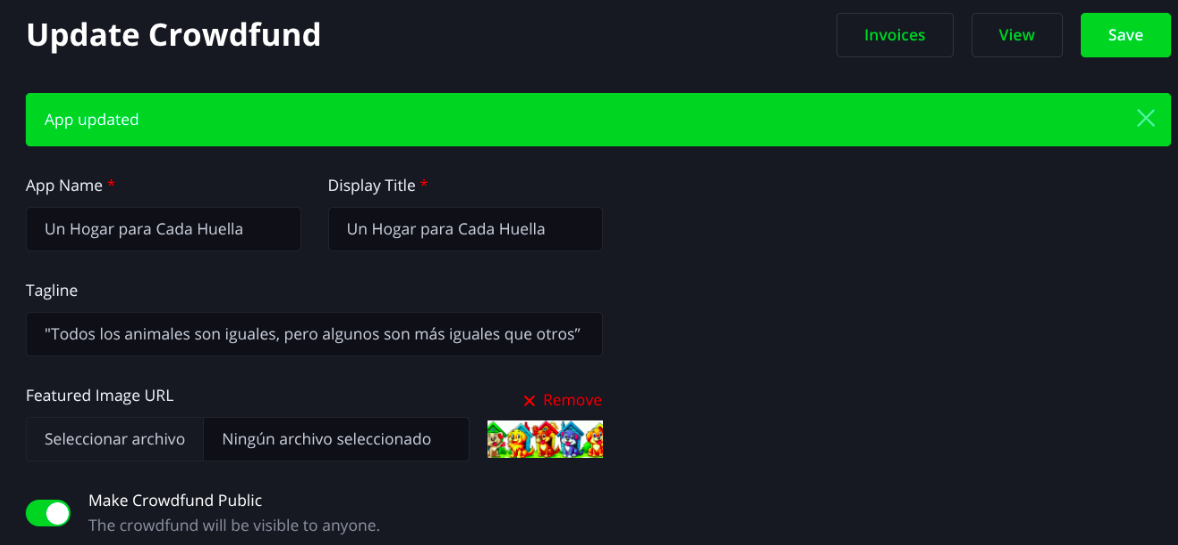 Update Crowdfund
Invoices
View
Save
App updated
App Name *
Display Title *
Un Hogar para Cada Huella
Un Hogar para Cada Huella
Tagline
"Todos los animales son iguales, pero algunos son más iguales que otros”
Featured Image URL
Remove
Seleccionar archivo
Ningún archivo seleccionado
Make Crowdfund Public
The crowdfund will be visible to anyone.